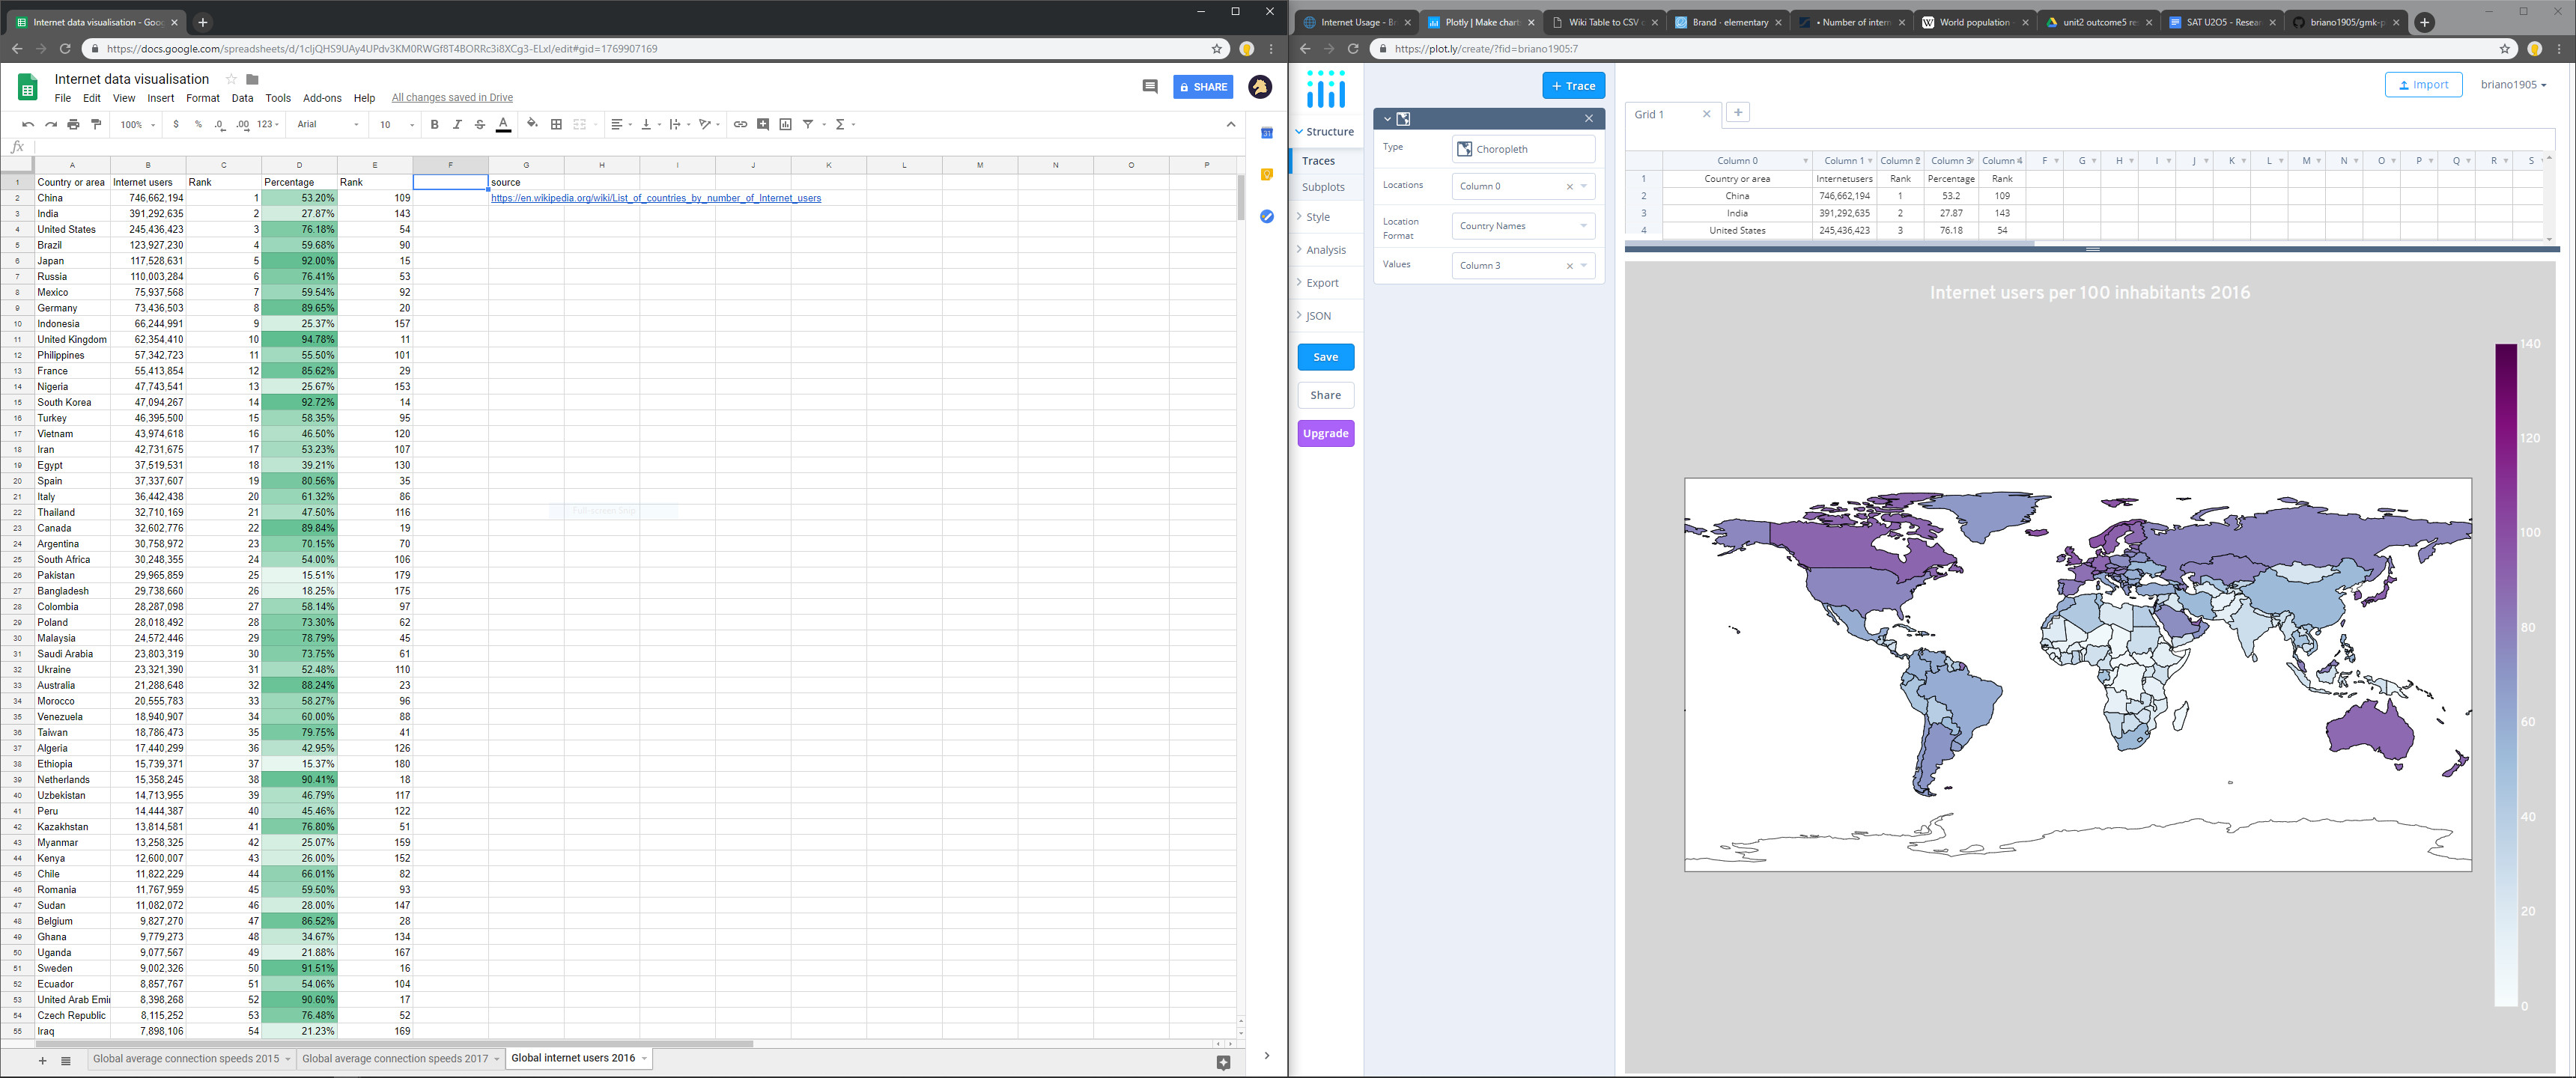 Internet data visualisation - Goo
https://docs.google.com/spreadsheets/d/1cIjQHS9UAy4UPdv3KM0RWGf8T4BORRc3i8XCg3-ELxI/edit#gid=1769907169
Internet data visualisation
SHARE
File Edit View Insert Format Data Tools Add-ons Help All changes saved in Drive
100% $ % .0 .00 123 Arial 10 B I S A
fx
A B C D E F G H I J K L M N O P
1 Country or area Internet users Rank Percentage Rank source
2 China 746,662,194 1 53.20% 109 https://en.wikipedia.org/wiki/List_of_countries_by_number_of_Internet_users
3 India 391,292,635 2 27.87% 143
4 United States 245,436,423 3 76.18% 54
5 Brazil 123,927,230 4 59.68% 90
6 Japan 117,528,631 5 92.00% 15
7 Russia 110,003,284 6 76.41% 53
8 Mexico 75,937,568 7 59.54% 92
9 Germany 73,436,503 8 89.65% 20
10 Indonesia 66,244,991 9 25.37% 157
11 United Kingdom 62,354,410 10 94.78% 11
12 Philippines 57,342,723 11 55.50% 101
13 France 55,413,854 12 85.62% 29
14 Nigeria 47,743,541 13 25.67% 153
15 South Korea 47,094,267 14 92.72% 14
16 Turkey 46,395,500 15 58.35% 95
17 Vietnam 43,974,618 16 46.50% 120
18 Iran 42,731,675 17 53.23% 107
19 Egypt 37,519,531 18 39.21% 130
20 Spain 37,337,607 19 80.56% 35
21 Italy 36,442,438 20 61.32% 86
22 Thailand 32,710,169 21 47.50% 116
23 Canada 32,602,776 22 89.84% 19
24 Argentina 30,758,972 23 70.15% 70
25 South Africa 30,248,355 24 54.00% 106
26 Pakistan 29,965,859 25 15.51% 179
27 Bangladesh 29,738,660 26 18.25% 175
28 Colombia 28,287,098 27 58.14% 97
29 Poland 28,018,492 28 73.30% 62
30 Malaysia 24,572,446 29 78.79% 45
31 Saudi Arabia 23,803,319 30 73.75% 61
32 Ukraine 23,321,390 31 52.48% 110
33 Australia 21,288,648 32 88.24% 23
34 Morocco 20,555,783 33 58.27% 96
35 Venezuela 18,940,907 34 60.00% 88
36 Taiwan 18,786,473 35 79.75% 41
37 Algeria 17,440,299 36 42.95% 126
38 Ethiopia 15,739,371 37 15.37% 180
39 Netherlands 15,358,245 38 90.41% 18
40 Uzbekistan 14,713,955 39 46.79% 117
41 Peru 14,444,387 40 45.46% 122
42 Kazakhstan 13,814,581 41 76.80% 51
43 Myanmar 13,258,325 42 25.07% 159
44 Kenya 12,600,007 43 26.00% 152
45 Chile 11,822,229 44 66.01% 82
46 Romania 11,767,959 45 59.50% 93
47 Sudan 11,082,072 46 28.00% 147
48 Belgium 9,827,270 47 86.52% 28
49 Ghana 9,779,273 48 34.67% 134
50 Uganda 9,077,567 49 21.88% 167
51 Sweden 9,002,326 50 91.51% 16
52 Ecuador 8,857,767 51 54.06% 104
53 United Arab Emi 8,398,268 52 90.60% 17
54 Czech Republic 8,115,252 53 76.48% 52
55 Iraq 7,898,106 54 21.23% 169
Global average connection speeds 2015 Global average connection speeds 2017 Global internet users 2016
Internet Usage - Br Plotly | Make chart Wiki Table to CSV c Brand · elementary • Number of intern World population unit2 outcome5 re SAT U2O5 - Resear briano1905/gmk-p
https://plot.ly/create/?fid=briano1905:7
Structure
Traces
Subplots
Style
Analysis
Export
JSON
Save
Share
Upgrade
+ Trace
Type Choropleth
Locations Column 0
Location Format Country Names
Values Column 3
Import briano1905
Grid 1
Column 0 Column 1 Column 2 Column 3 Column 4 F G H I J K L M N O P Q R S
1 Country or area Internetusers Rank Percentage Rank
2 China 746,662,194 1 53.2 109
3 India 391,292,635 2 27.87 143
4 United States 245,436,423 3 76.18 54
Internet users per 100 inhabitants 2016
140
120
100
80
60
40
20
0